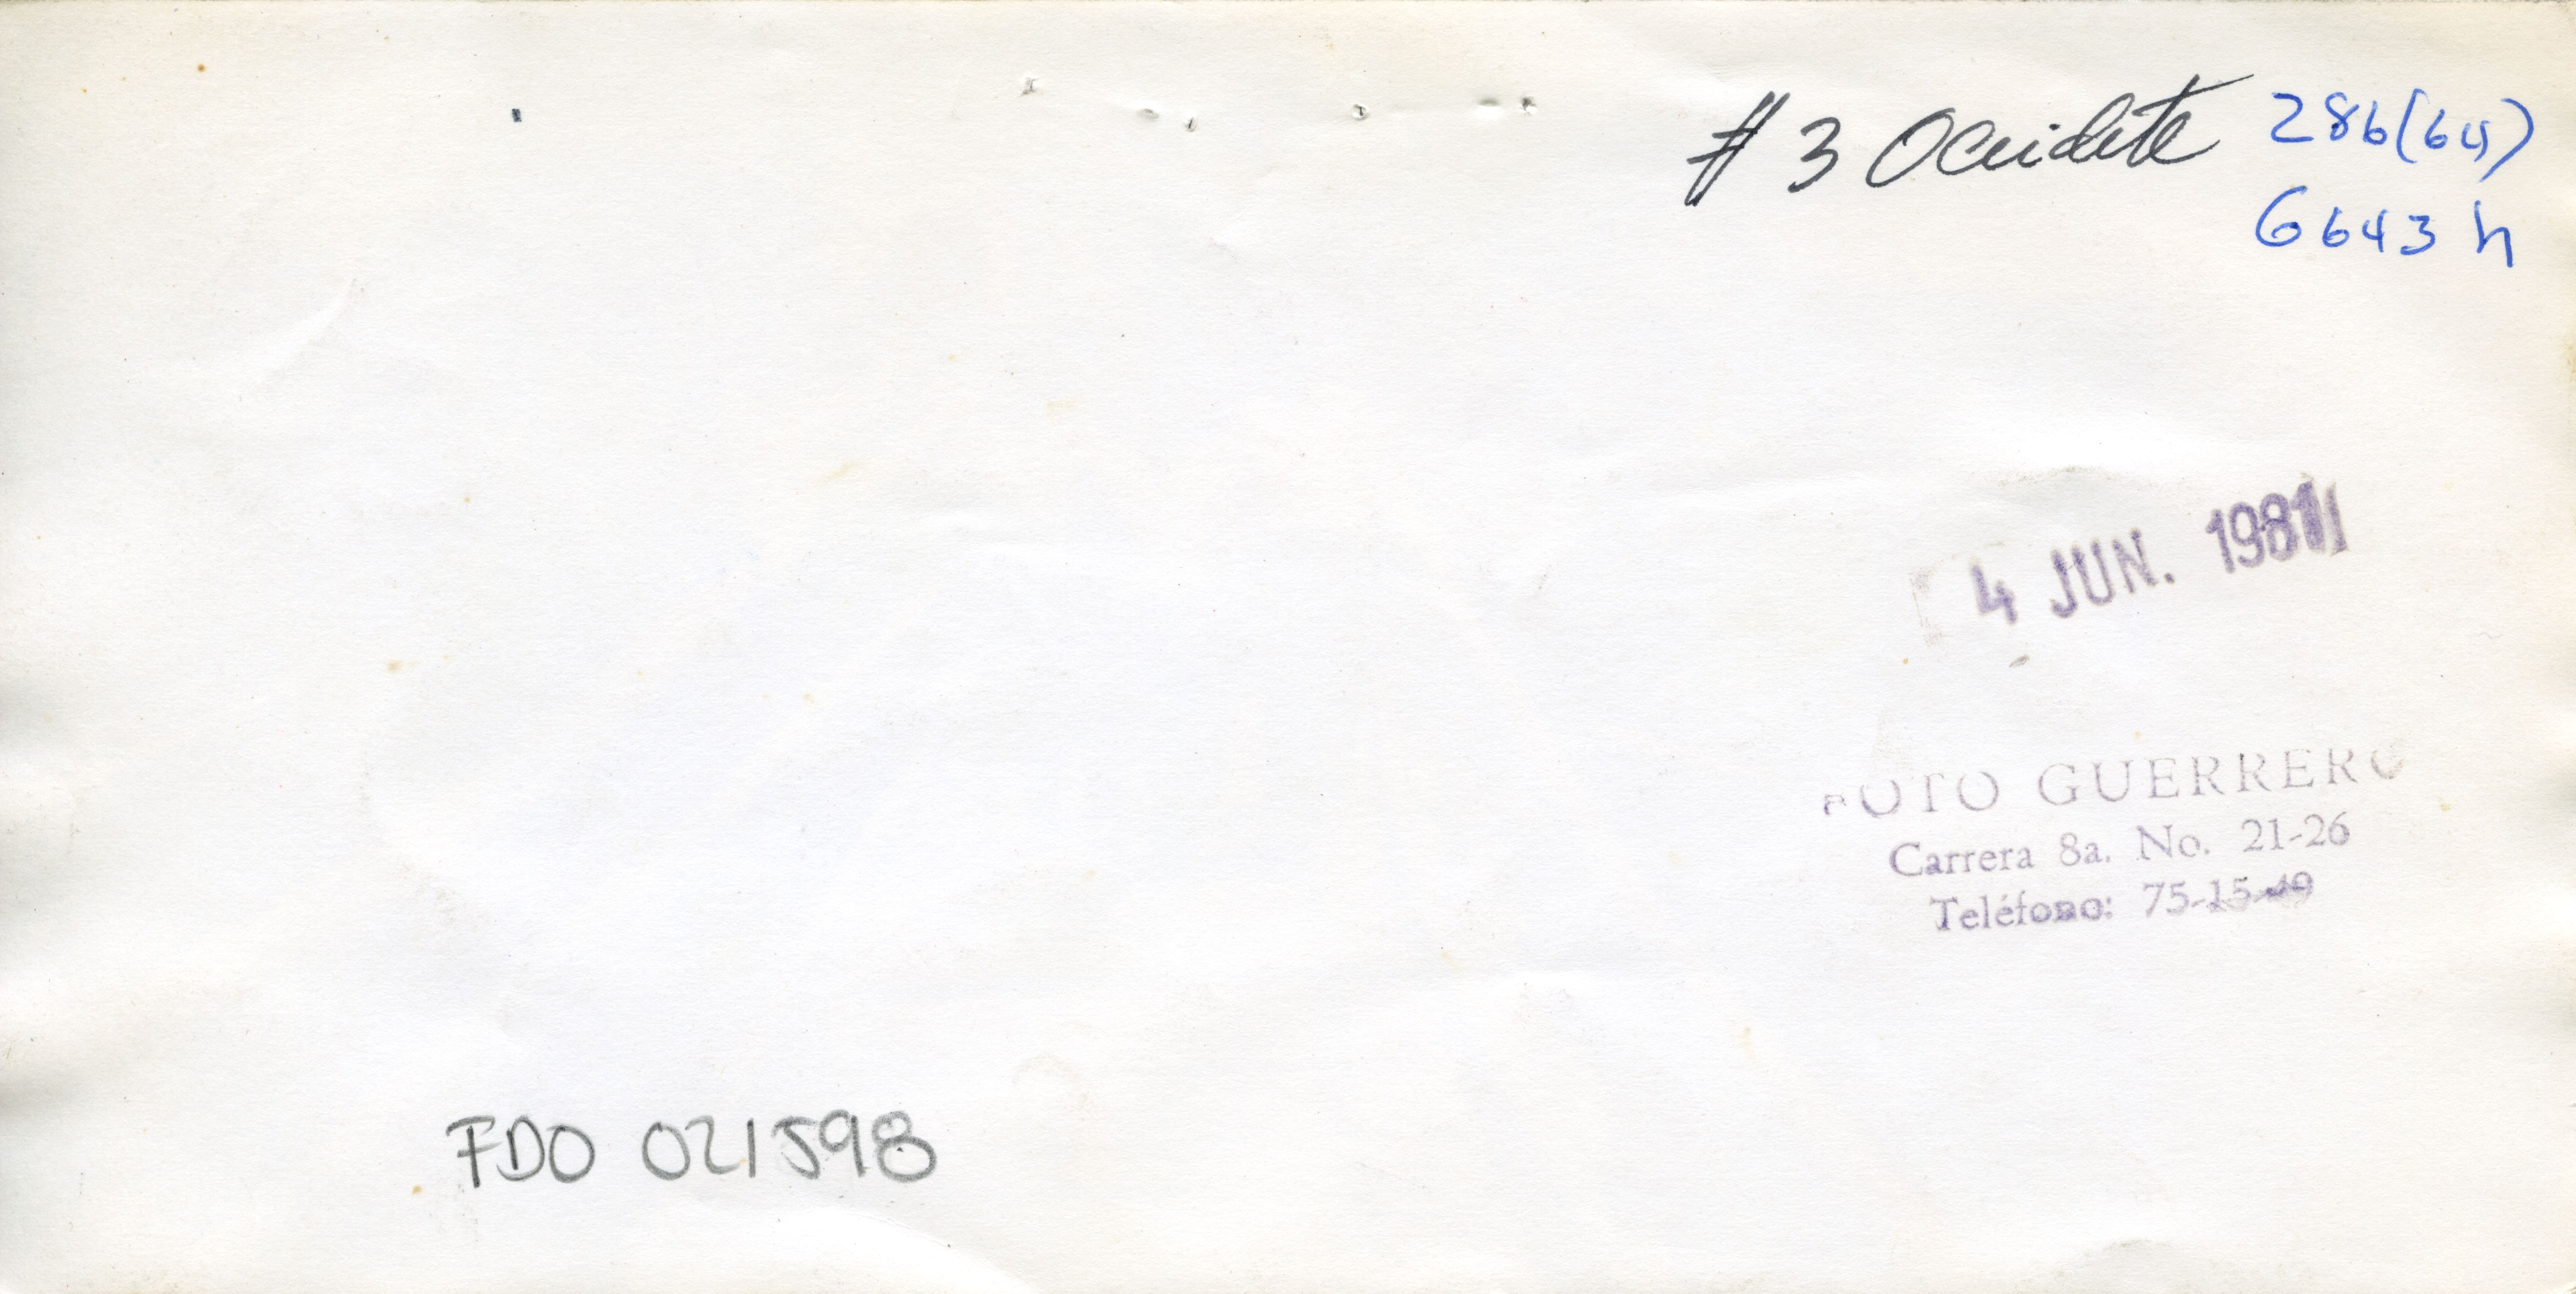 # 3 Occidete 286(64)
6643 h
4 JUN. 1981
FOTO GUERRERO
Carrera 8a. No. 21-26
Teléfono: 75-15-49
FDO 021598